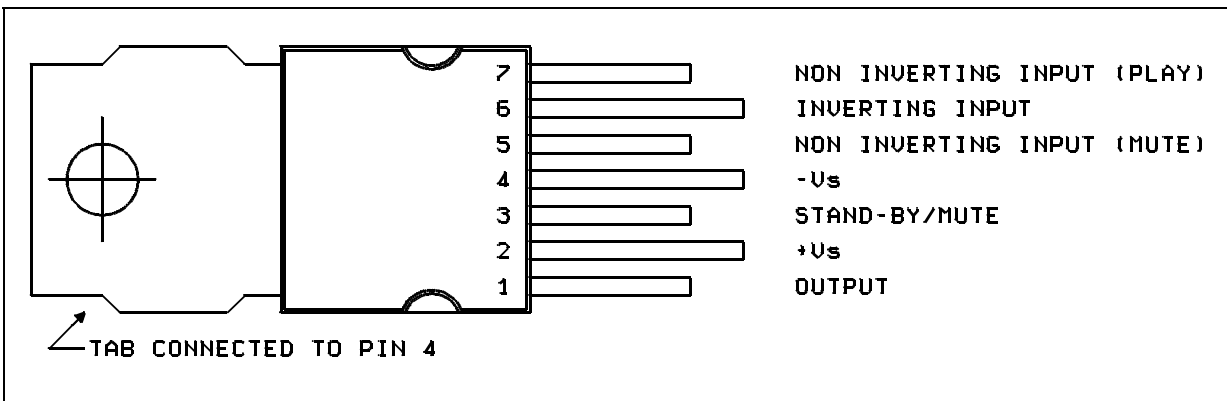 7 NON INVERTING INPUT (PLAY)
6 INVERTING INPUT
5 NON INVERTING INPUT (MUTE)
4 -Vs
3 STAND-BY/MUTE
2 +Vs
1 OUTPUT
TAB CONNECTED TO PIN 4